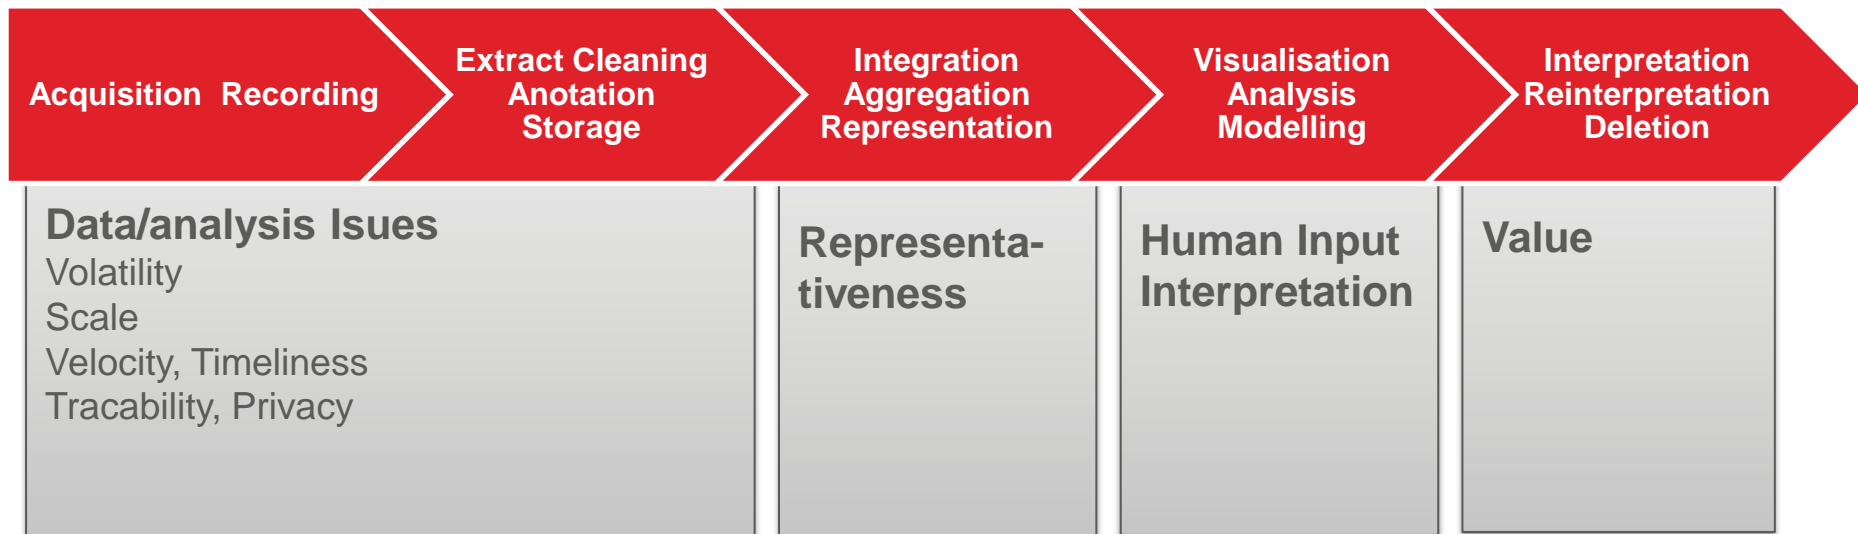 Acquisition Recording
Extract Cleaning
Anotation
Storage
Integration
Aggregation
Representation
Visualisation
Analysis
Modelling
Interpretation
Reinterpretation
Deletion
Data/analysis Isues
Volatility
Scale
Velocity, Timeliness
Tracability, Privacy
Representa-
tiveness
Human Input
Interpretation
Value